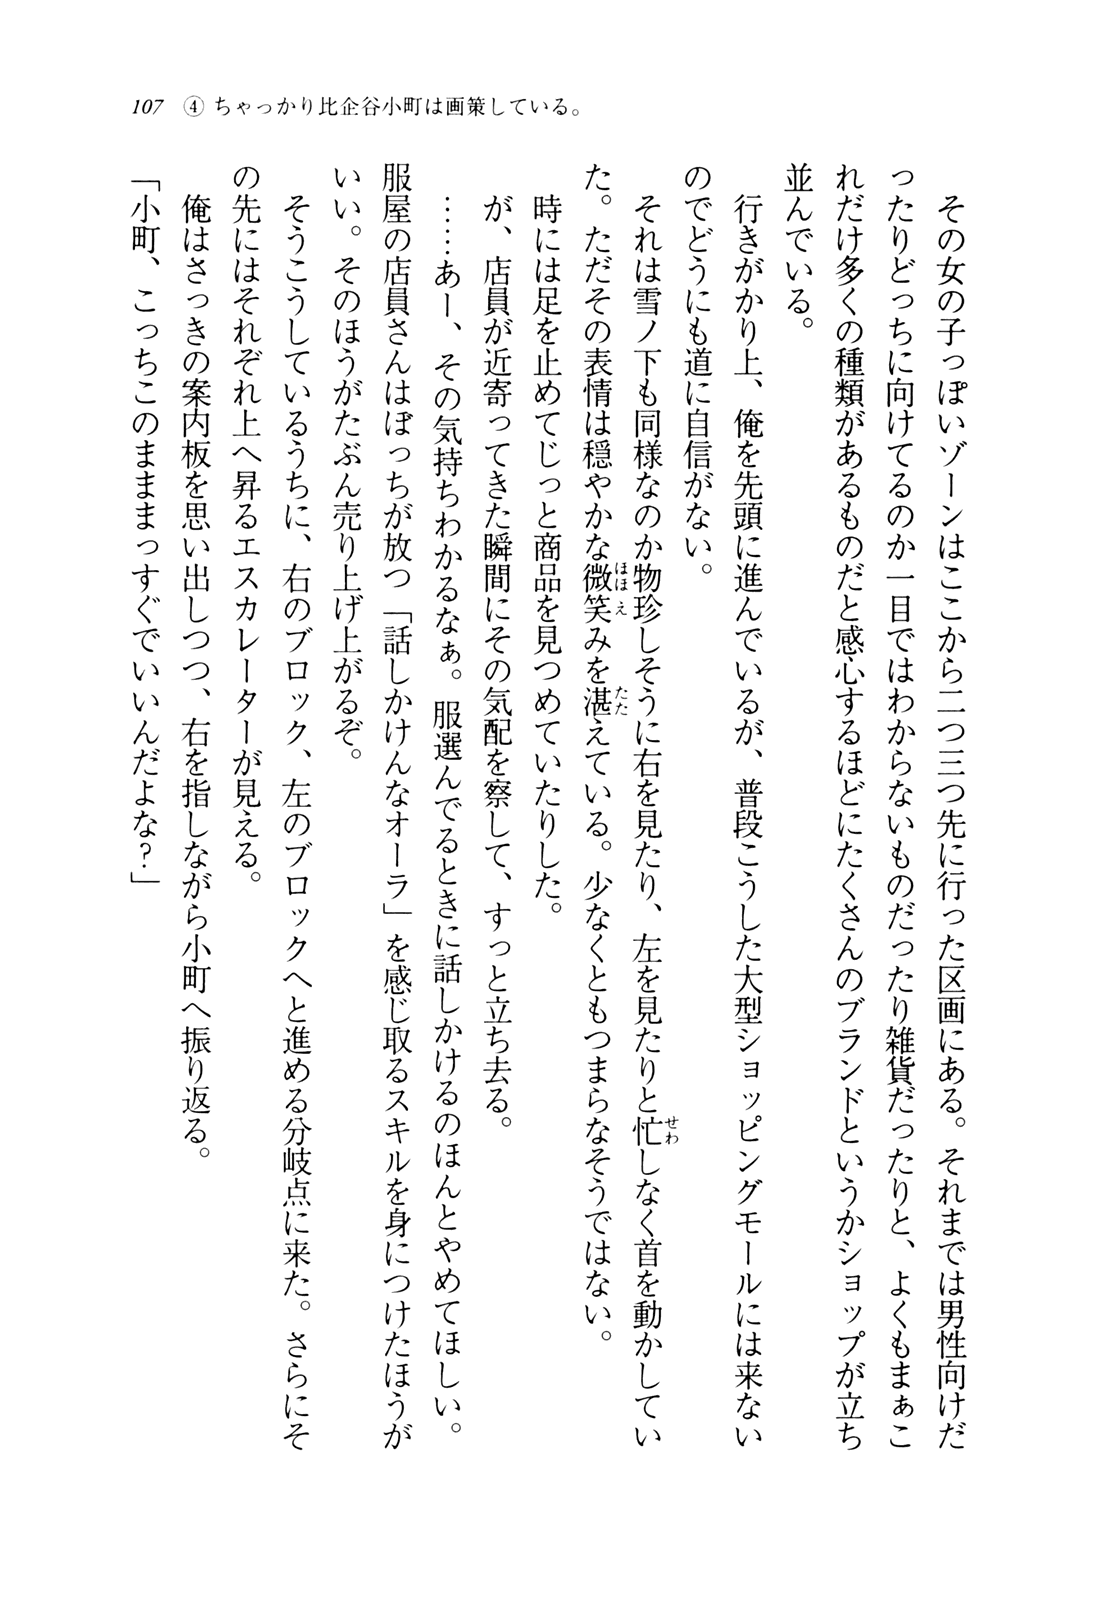 107 ④ ちゃっかり比企谷小町は画策している。
その女の子っぽいゾーンはここから二つ三つ先に行った区画にある。それまでは男性向けだ
ったりどっちに向けてるのか一目ではわからないものだったり雑貨だったりと、よくもまぁこ
れだけ多くの種類があるものだと感心するほどにたくさんのブランドというかショップが立ち
並んでいる。
行きがかり上、俺を先頭に進んでいるが、普段こうした大型ショッピングモールには来ない
のでどうにも道に自信がない。
それは雪ノ下も同様なのか物珍しそうに右を見たり、左を見たりと忙しなく首を動かしてい
た。ただその表情は穏やかな微笑みを湛えている。少なくともつまらなそうではない。
時には足を止めてじっと商品を見つめていたりした。
が、店員が近寄ってきた瞬間にその気配を察して、すっと立ち去る。
……あー、その気持ちわかるなぁ。服選んでるときに話しかけるのほんとやめてほしい。
服屋の店員さんはぼっちが放つ「話しかけんなオーラ」を感じ取るスキルを身につけたほうが
いい。そのほうがたぶん売り上げ上がるぞ。
そうこうしているうちに、右のブロック、左のブロックへと進める分岐点に来た。さらにそ
の先にはそれぞれ上へ昇るエスカレーターが見える。
俺はさっきの案内板を思い出しつつ、右を指しながら小町へ振り返る。
「小町、こっちこのまままっすぐでいいんだよな?」